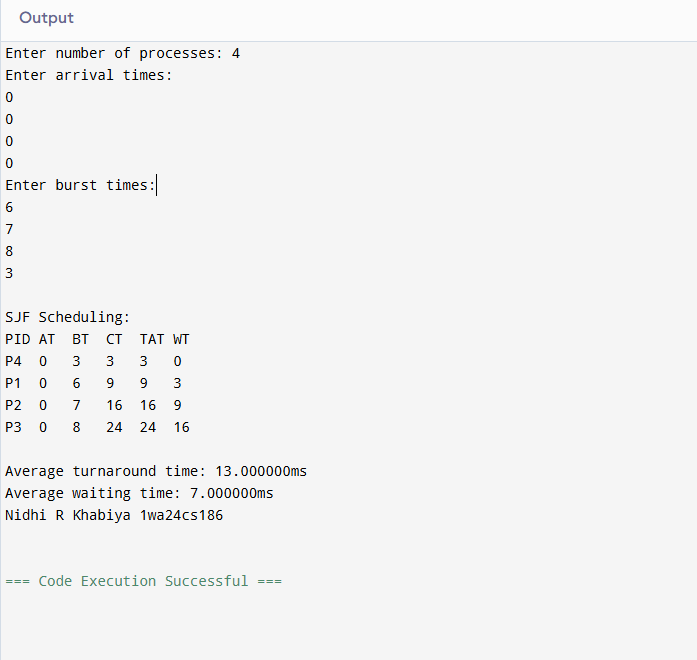 Output
Enter number of processes: 4
Enter arrival times:
0
0
0
0
Enter burst times:
6
7
8
3
SJF Scheduling:
PID AT  BT  CT  TAT WT
P4  0   3   3   3   0
P1  0   6   9   9   3
P2  0   7   16  16  9
P3  0   8   24  24  16
Average turnaround time: 13.000000ms
Average waiting time: 7.000000ms
Nidhi R Khabiya 1wa24cs186
=== Code Execution Successful ===